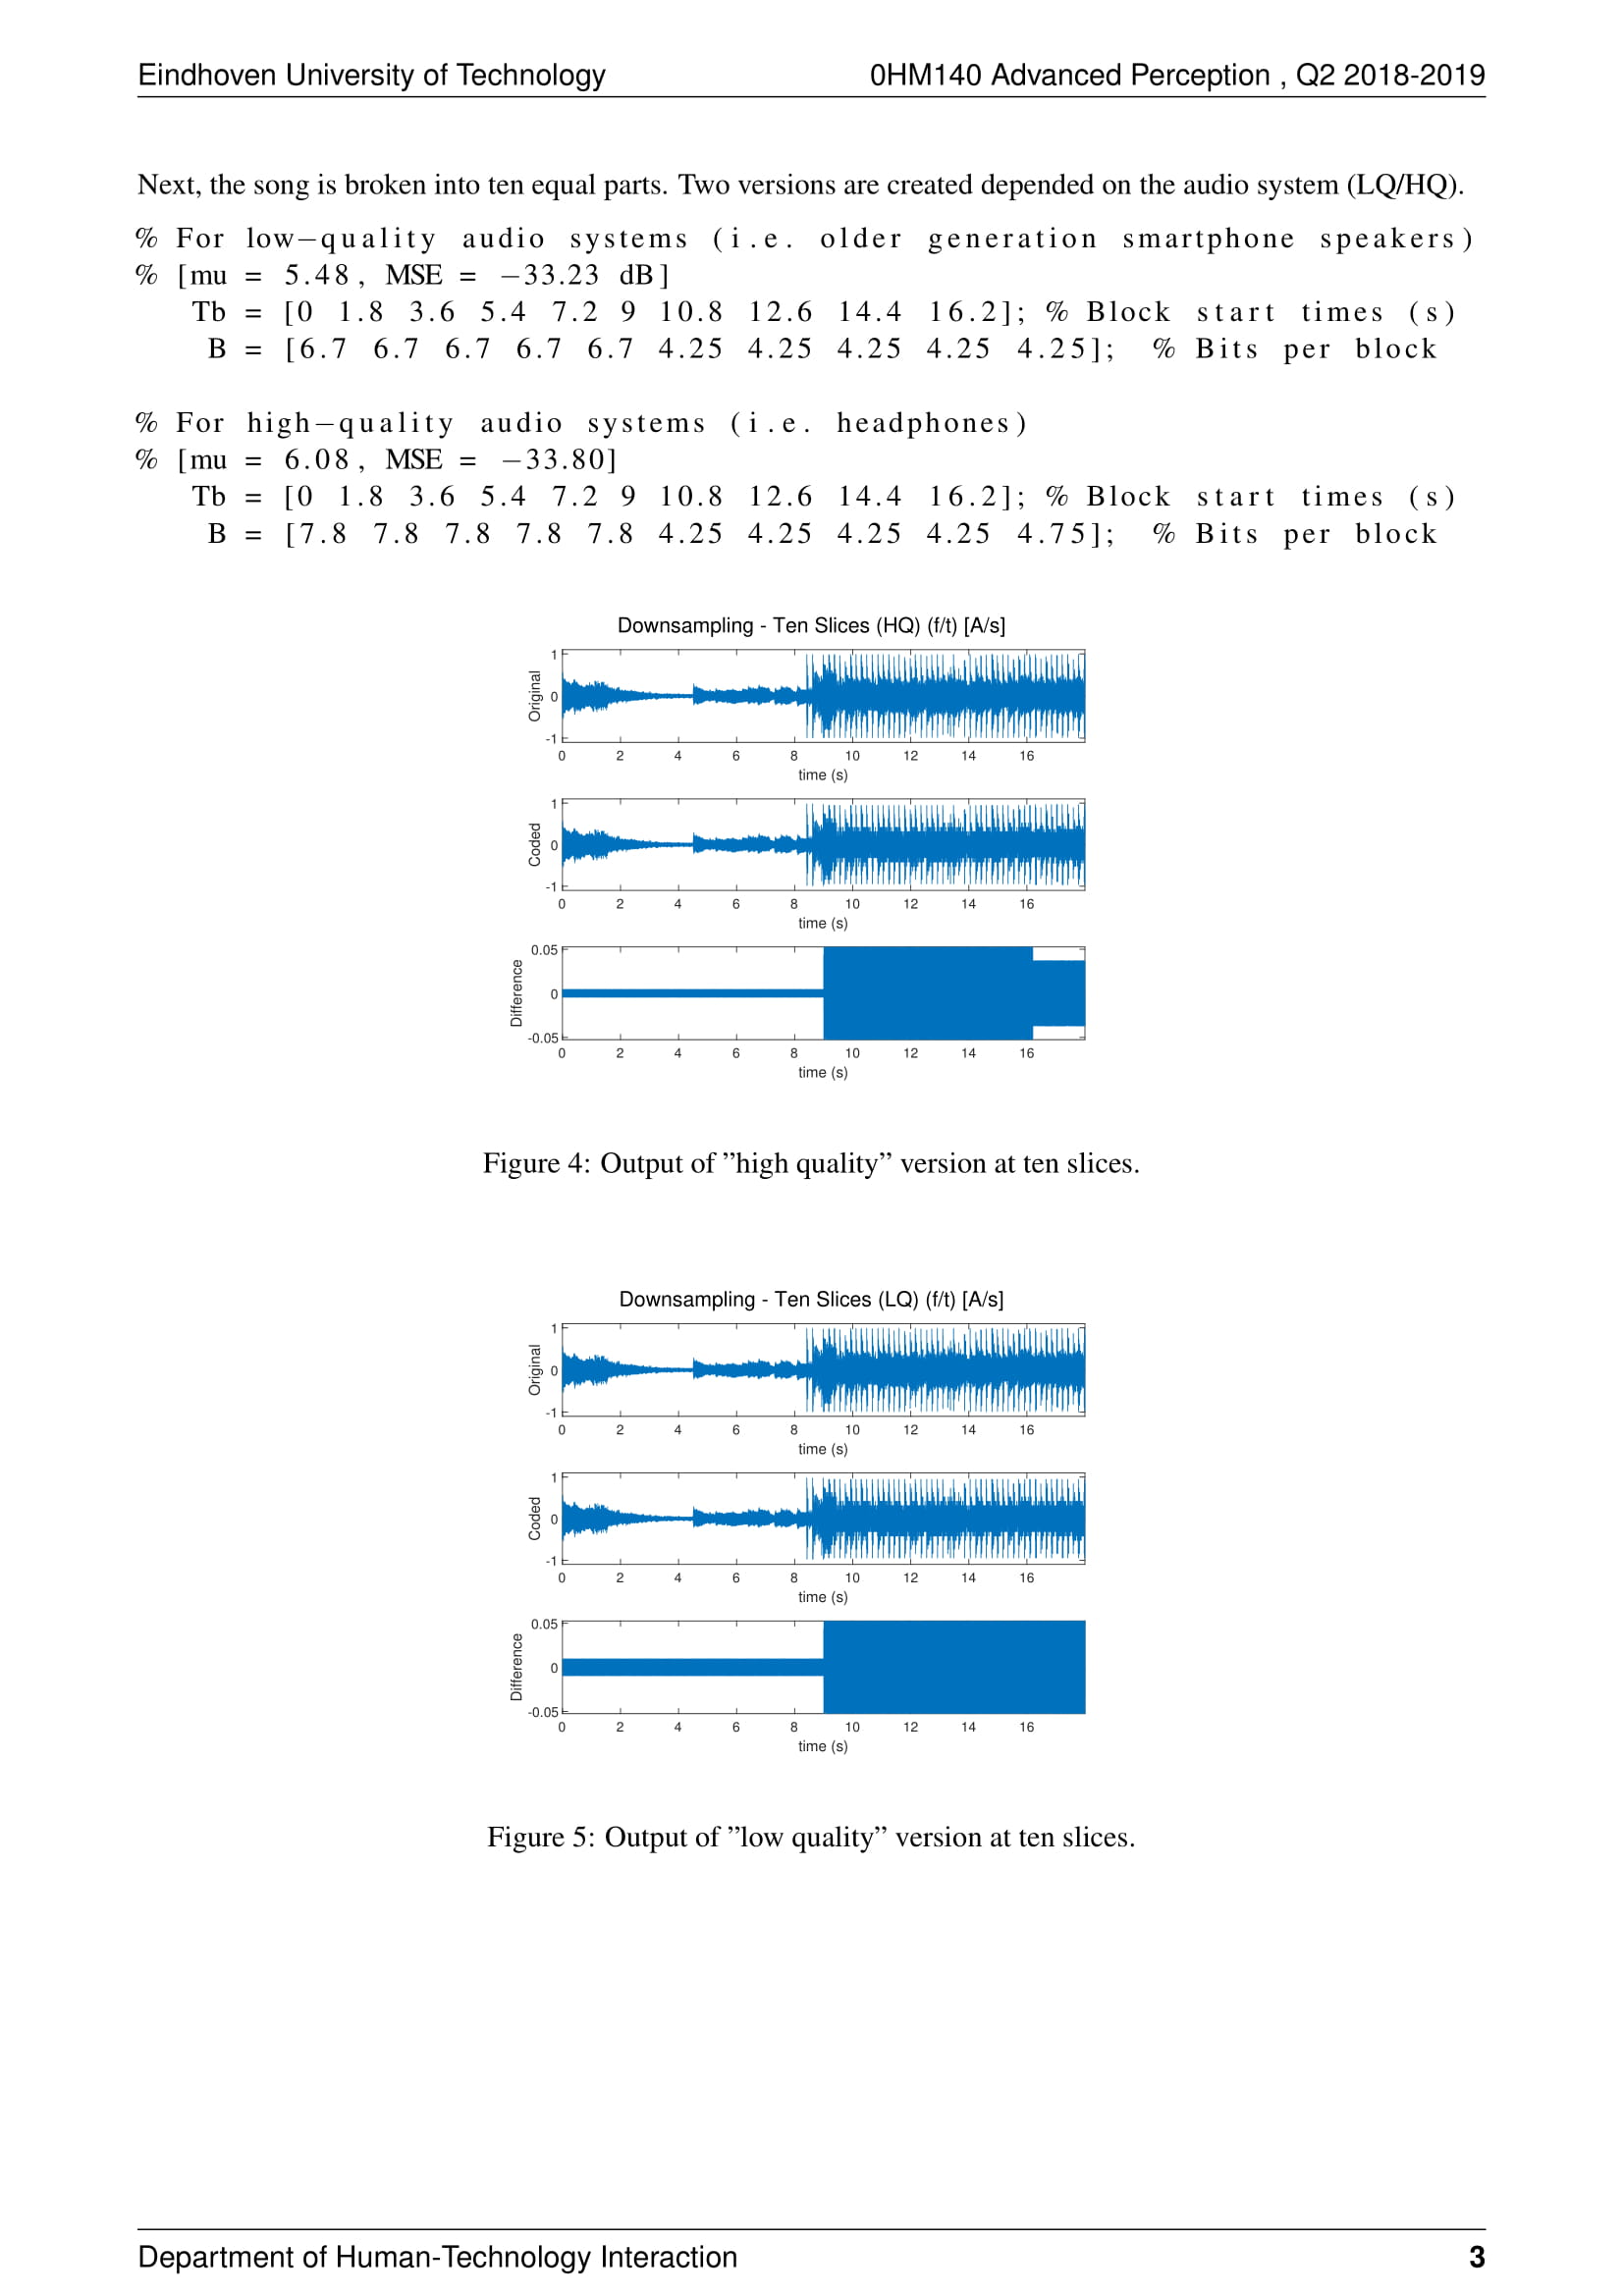 Eindhoven University of Technology 0HM140 Advanced Perception , Q2 2018-2019
Next, the song is broken into ten equal parts. Two versions are created depended on the audio system (LQ/HQ).
% For low−quality audio systems (i.e. older generation smartphone speakers)
% [mu = 5.48, MSE = −33.23 dB]
Tb = [0 1.8 3.6 5.4 7.2 9 10.8 12.6 14.4 16.2]; % Block start times (s)
B = [6.7 6.7 6.7 6.7 6.7 4.25 4.25 4.25 4.25 4.25]; % Bits per block
% For high−quality audio systems (i.e. headphones)
% [mu = 6.08, MSE = −33.80]
Tb = [0 1.8 3.6 5.4 7.2 9 10.8 12.6 14.4 16.2]; % Block start times (s)
B = [7.8 7.8 7.8 7.8 7.8 4.25 4.25 4.25 4.25 4.75]; % Bits per block
Downsampling - Ten Slices (HQ) (f/t) [A/s]
Original
1
0
-1
0 2 4 6 8 10 12 14 16
time (s)
Coded
1
0
-1
0 2 4 6 8 10 12 14 16
time (s)
Difference
0.05
0
-0.05
0 2 4 6 8 10 12 14 16
time (s)
Figure 4: Output of ”high quality” version at ten slices.
Downsampling - Ten Slices (LQ) (f/t) [A/s]
Original
1
0
-1
0 2 4 6 8 10 12 14 16
time (s)
Coded
1
0
-1
0 2 4 6 8 10 12 14 16
time (s)
Difference
0.05
0
-0.05
0 2 4 6 8 10 12 14 16
time (s)
Figure 5: Output of ”low quality” version at ten slices.
Department of Human-Technology Interaction 3